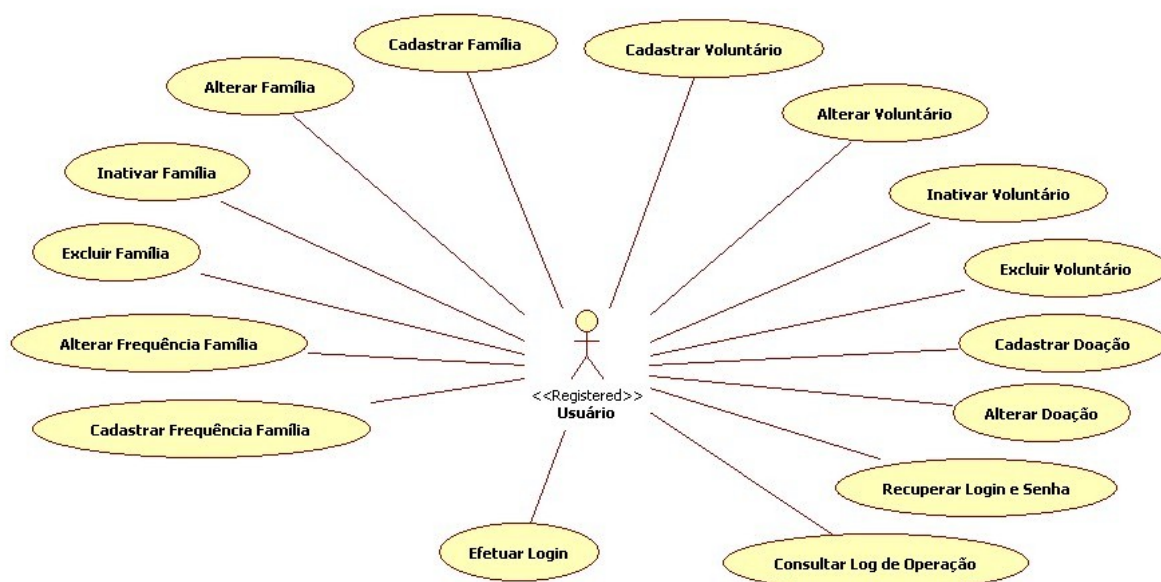 Cadastrar Família
Cadastrar Voluntário
Alterar Família
Alterar Voluntário
Inativar Família
Inativar Voluntário
Excluir Família
Excluir Voluntário
Alterar Frequência Família
Cadastrar Doação
<<Registered>>
Usuário
Alterar Doação
Cadastrar Frequência Família
Recuperar Login e Senha
Efetuar Login
Consultar Log de Operação